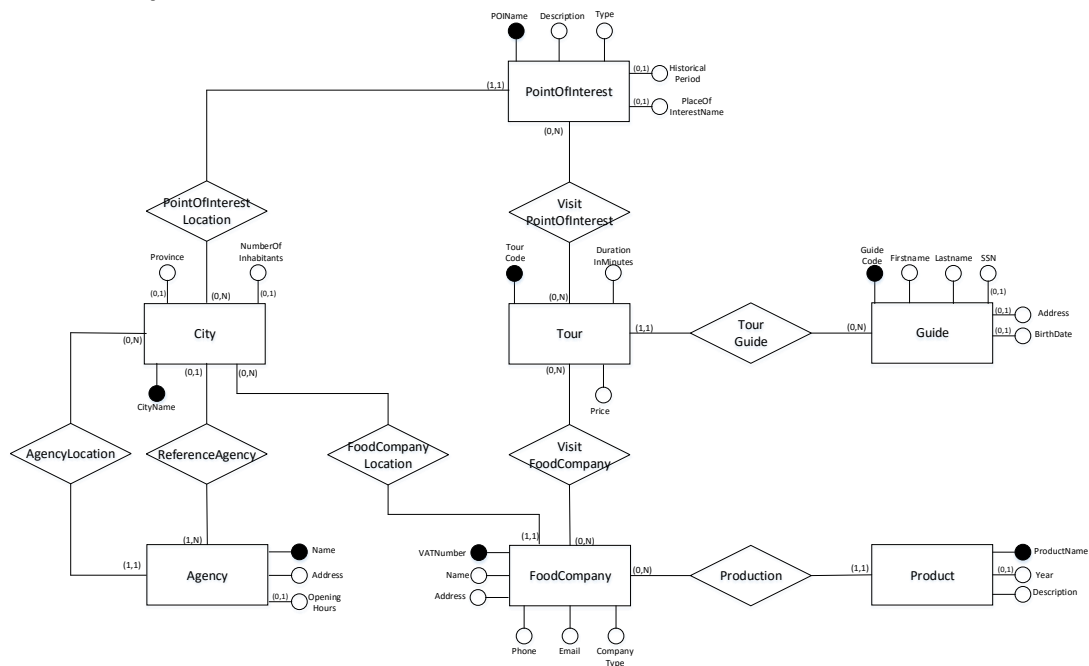 POIName
Description
Type
(0,1)
Historical
Period
(1,1)
PointOfInterest
(0,1)
PlaceOf
InterestName
(0,N)
PointOfInterest
Location
Visit
PointOfInterest
Province
NumberOf
Inhabitants
Tour
Code
Duration
InMinutes
Guide
Code
Firstname
Lastname
SSN
(0,1)
(0,N)
(0,1)
(0,N)
(0,1)
(0,1)
Address
(0,N)
City
Tour
(1,1)
Tour
Guide
(0,N)
Guide
(0,1)
BirthDate
(0,1)
(0,N)
(0,N)
CityName
Price
AgencyLocation
ReferenceAgency
FoodCompany
Location
Visit
FoodCompany
(1,N)
(1,1)
(0,N)
Name
VATNumber
ProductName
(1,1)
Agency
Address
Name
FoodCompany
(0,N)
Production
(1,1)
Product
(0,1)
Year
(0,1)
Opening
Hours
Address
Description
Phone
Email
Company
Type